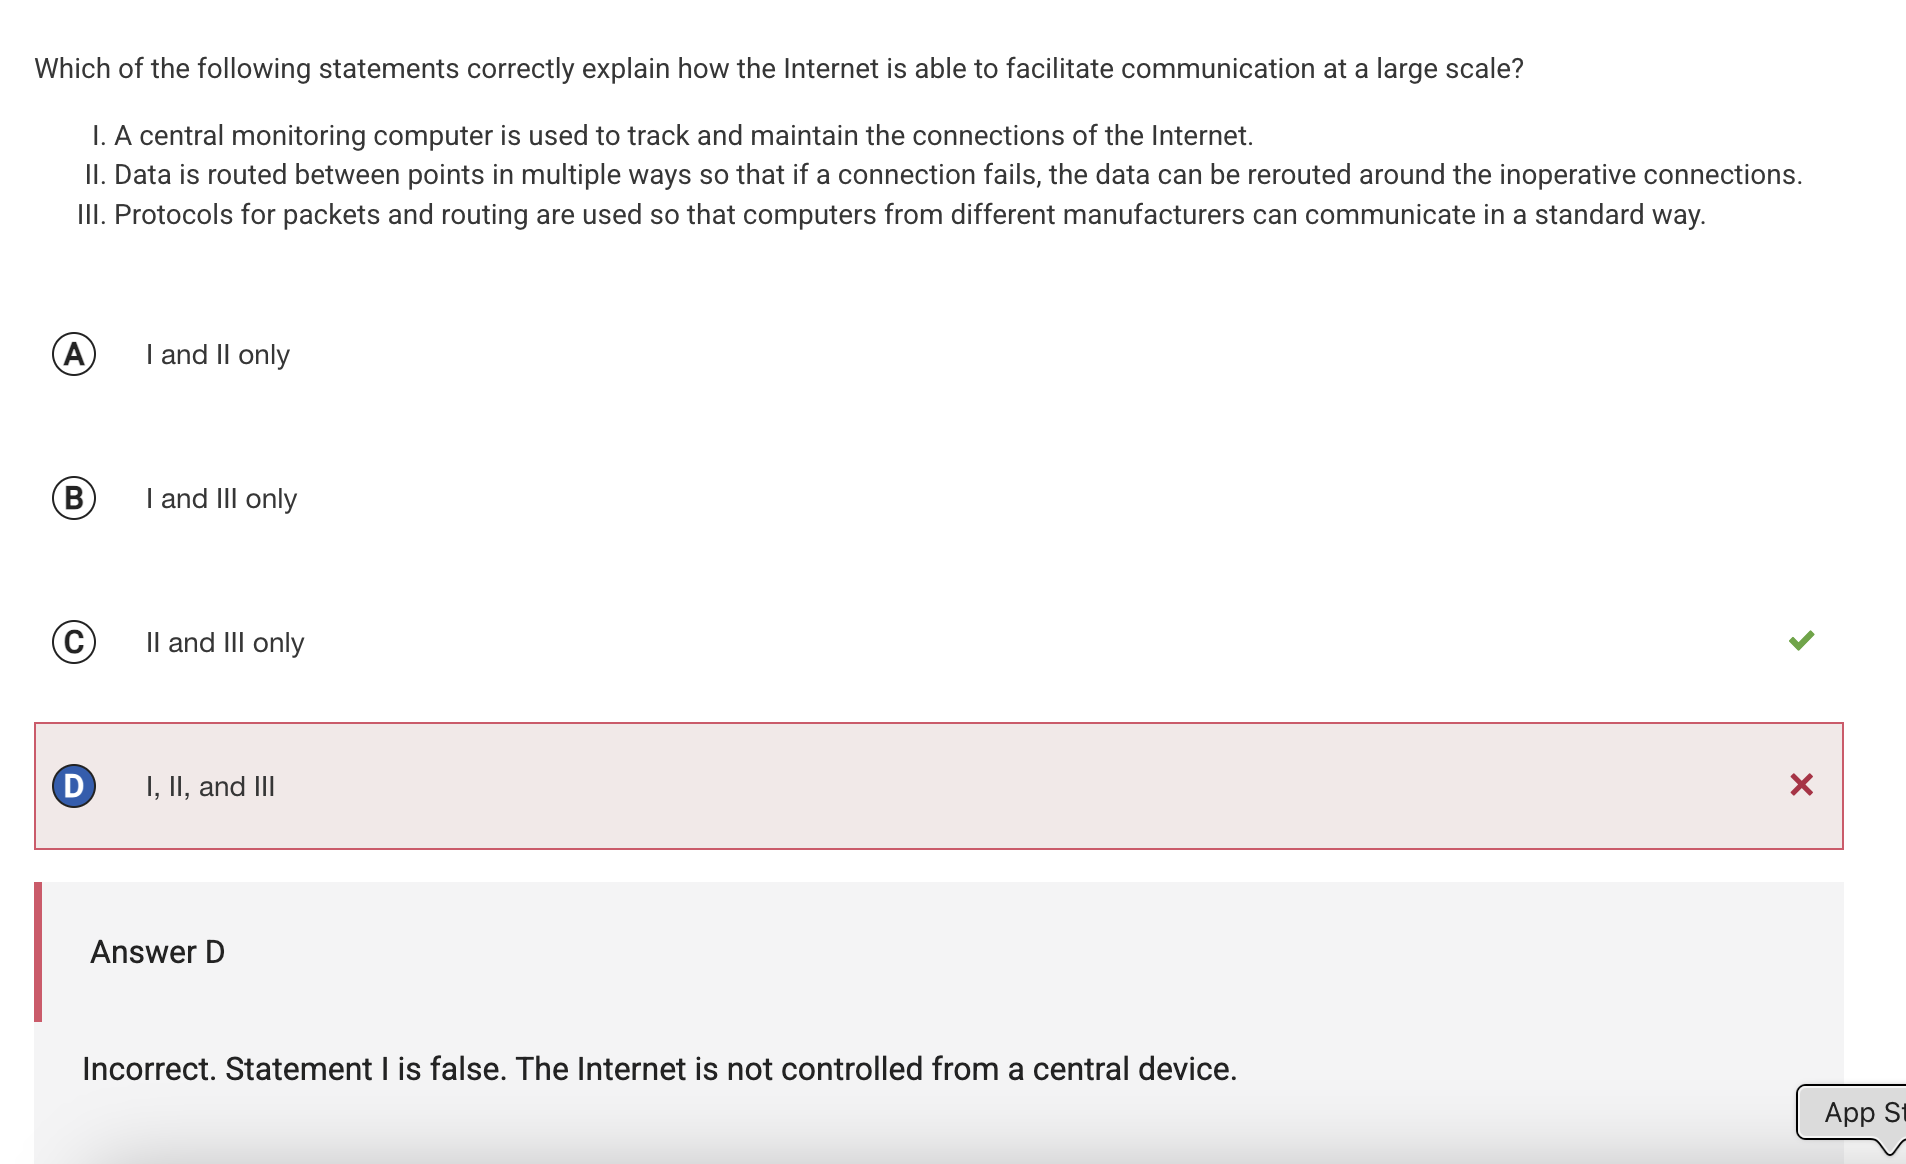 Which of the following statements correctly explain how the Internet is able to facilitate communication at a large scale?
I. A central monitoring computer is used to track and maintain the connections of the Internet.
II. Data is routed between points in multiple ways so that if a connection fails, the data can be rerouted around the inoperative connections.
III. Protocols for packets and routing are used so that computers from different manufacturers can communicate in a standard way.
A I and II only
B I and III only
C II and III only
D I, II, and III
Answer D
Incorrect. Statement I is false. The Internet is not controlled from a central device.
App